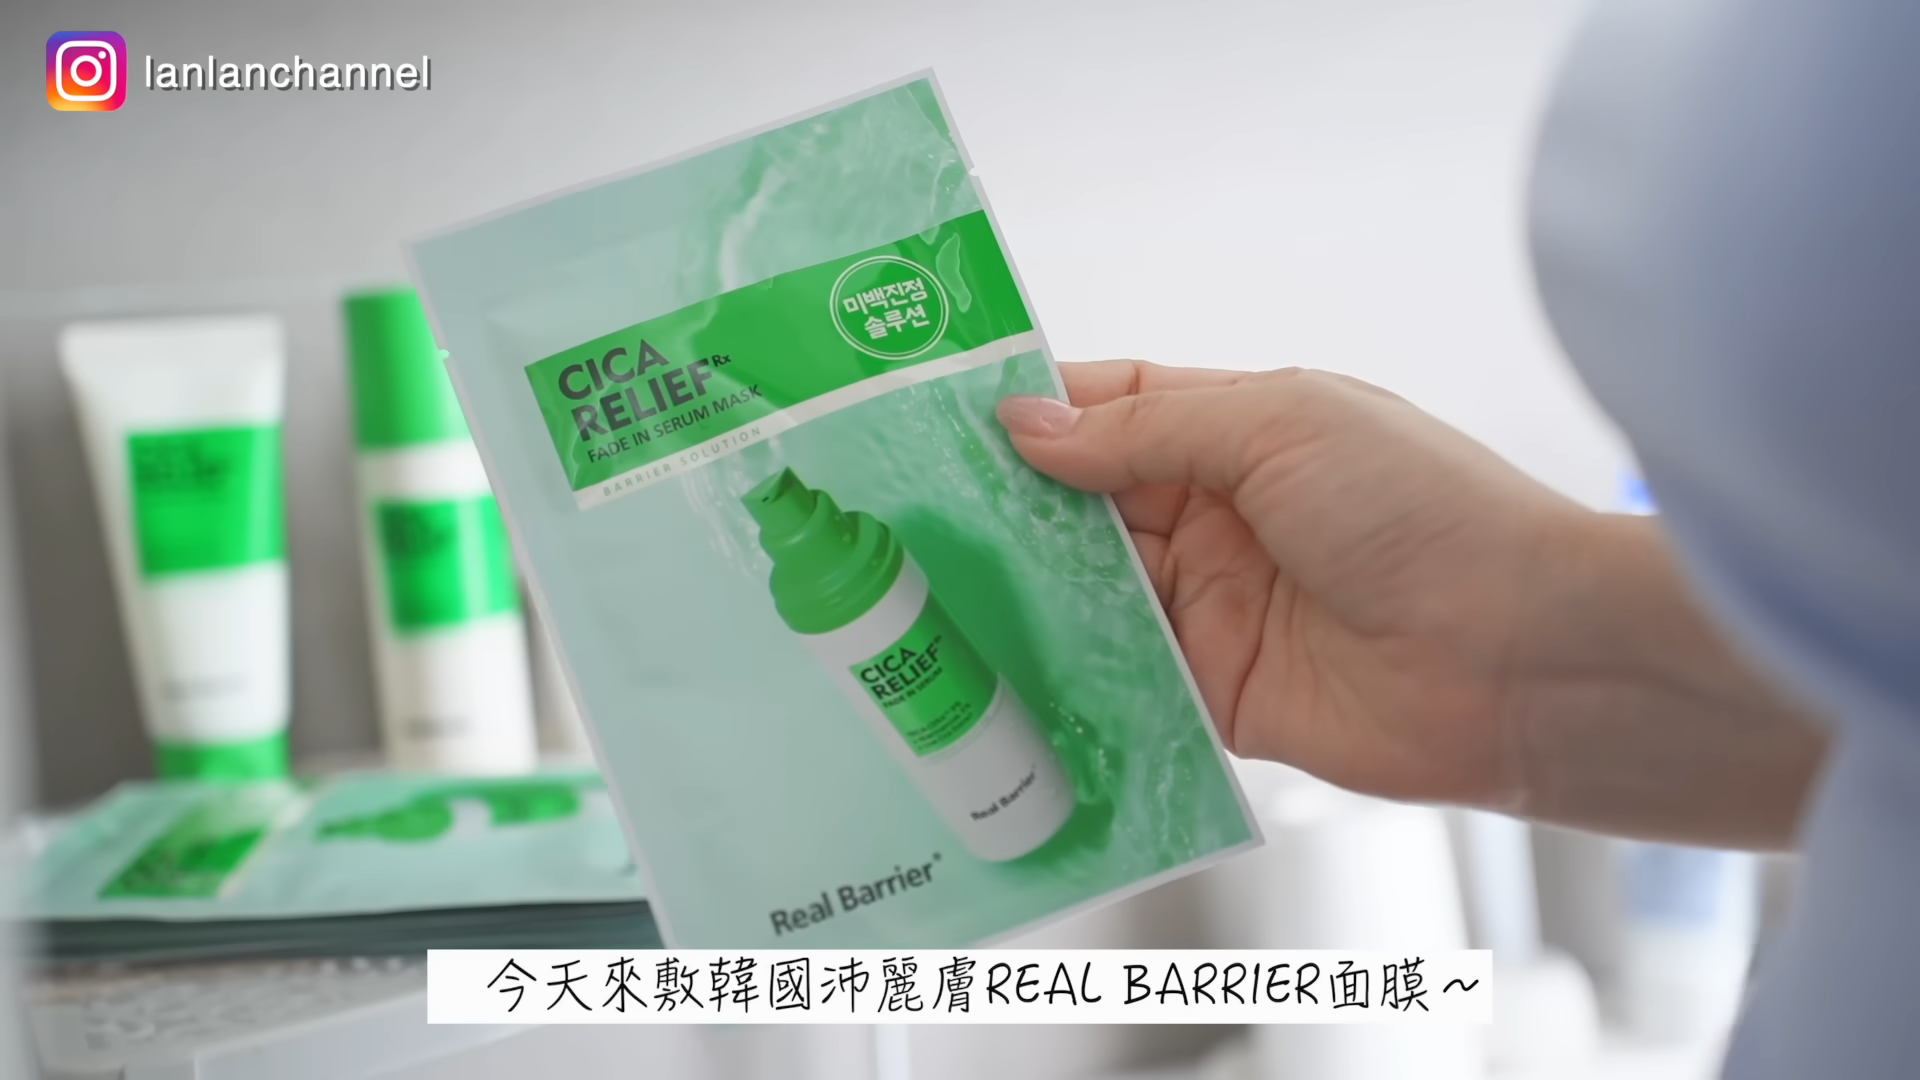 lanlanchannel
미백진정
솔루션
CICA
RELIEF Rx
FADE IN SERUM MASK
BARRIER SOLUTION
CICA
RELIEF Rx
FADE IN SERUM
Real Barrier
Real Barrier
今天來敷韓國沛麗膚REAL BARRIER面膜～